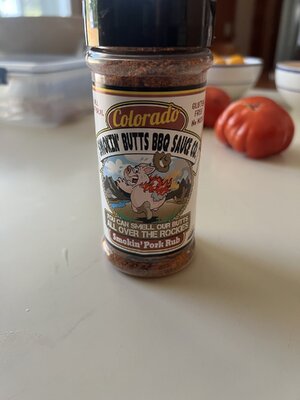 Colorado
SMOKIN' BUTTS BBQ SAUCE CO.
YOU CAN SMELL OUR BUTTS
ALL OVER THE ROCKIES
Smokin' Pork Rub